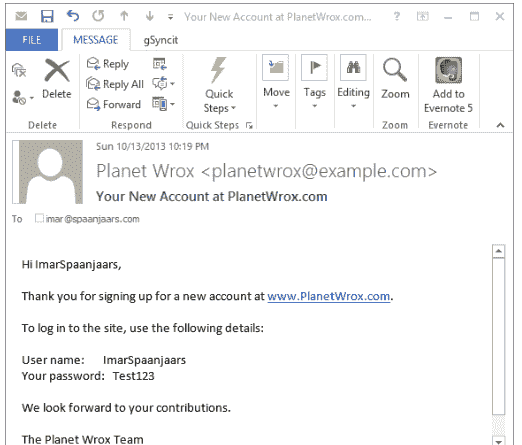 Your New Account at PlanetWrox.com...
FILE MESSAGE gSyncit
Delete
Reply
Reply All
Forward
Quick
Steps
Move
Tags
Editing
Zoom
Add to
Evernote 5
Delete Respond Quick Steps Zoom Evernote
Sun 10/13/2013 10:19 PM
Planet Wrox <planetwrox@example.com>
Your New Account at PlanetWrox.com
To imar@spaanjaars.com
Hi ImarSpaanjaars,
Thank you for signing up for a new account at www.PlanetWrox.com.
To log in to the site, use the following details:
User name: ImarSpaanjaars
Your password: Test123
We look forward to your contributions.
The Planet Wrox Team